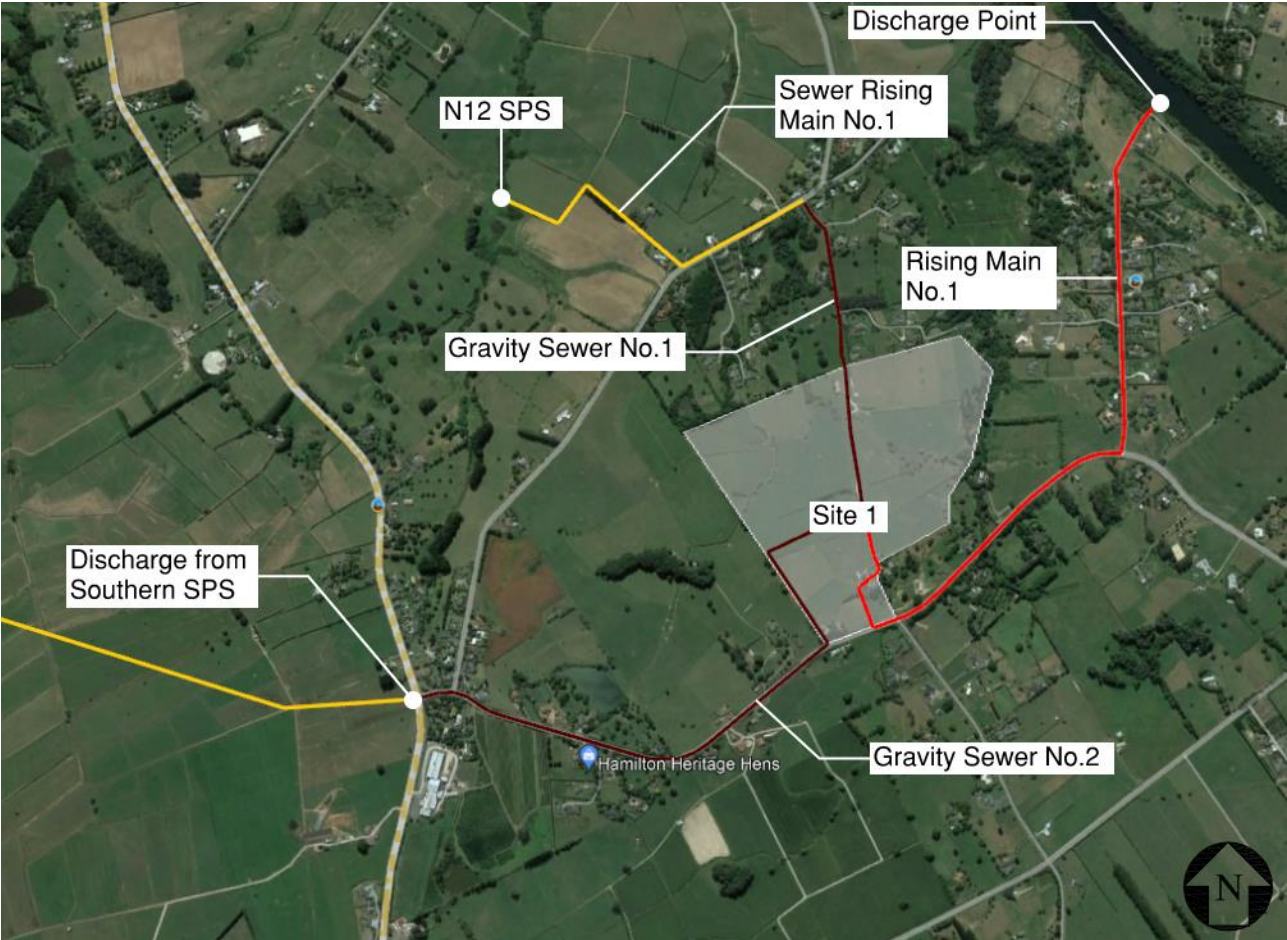 Discharge Point
Sewer Rising
Main No.1
N12 SPS
Rising Main
No.1
Gravity Sewer No.1
Site 1
Discharge from
Southern SPS
Gravity Sewer No.2
Hamilton Heritage Hens
N